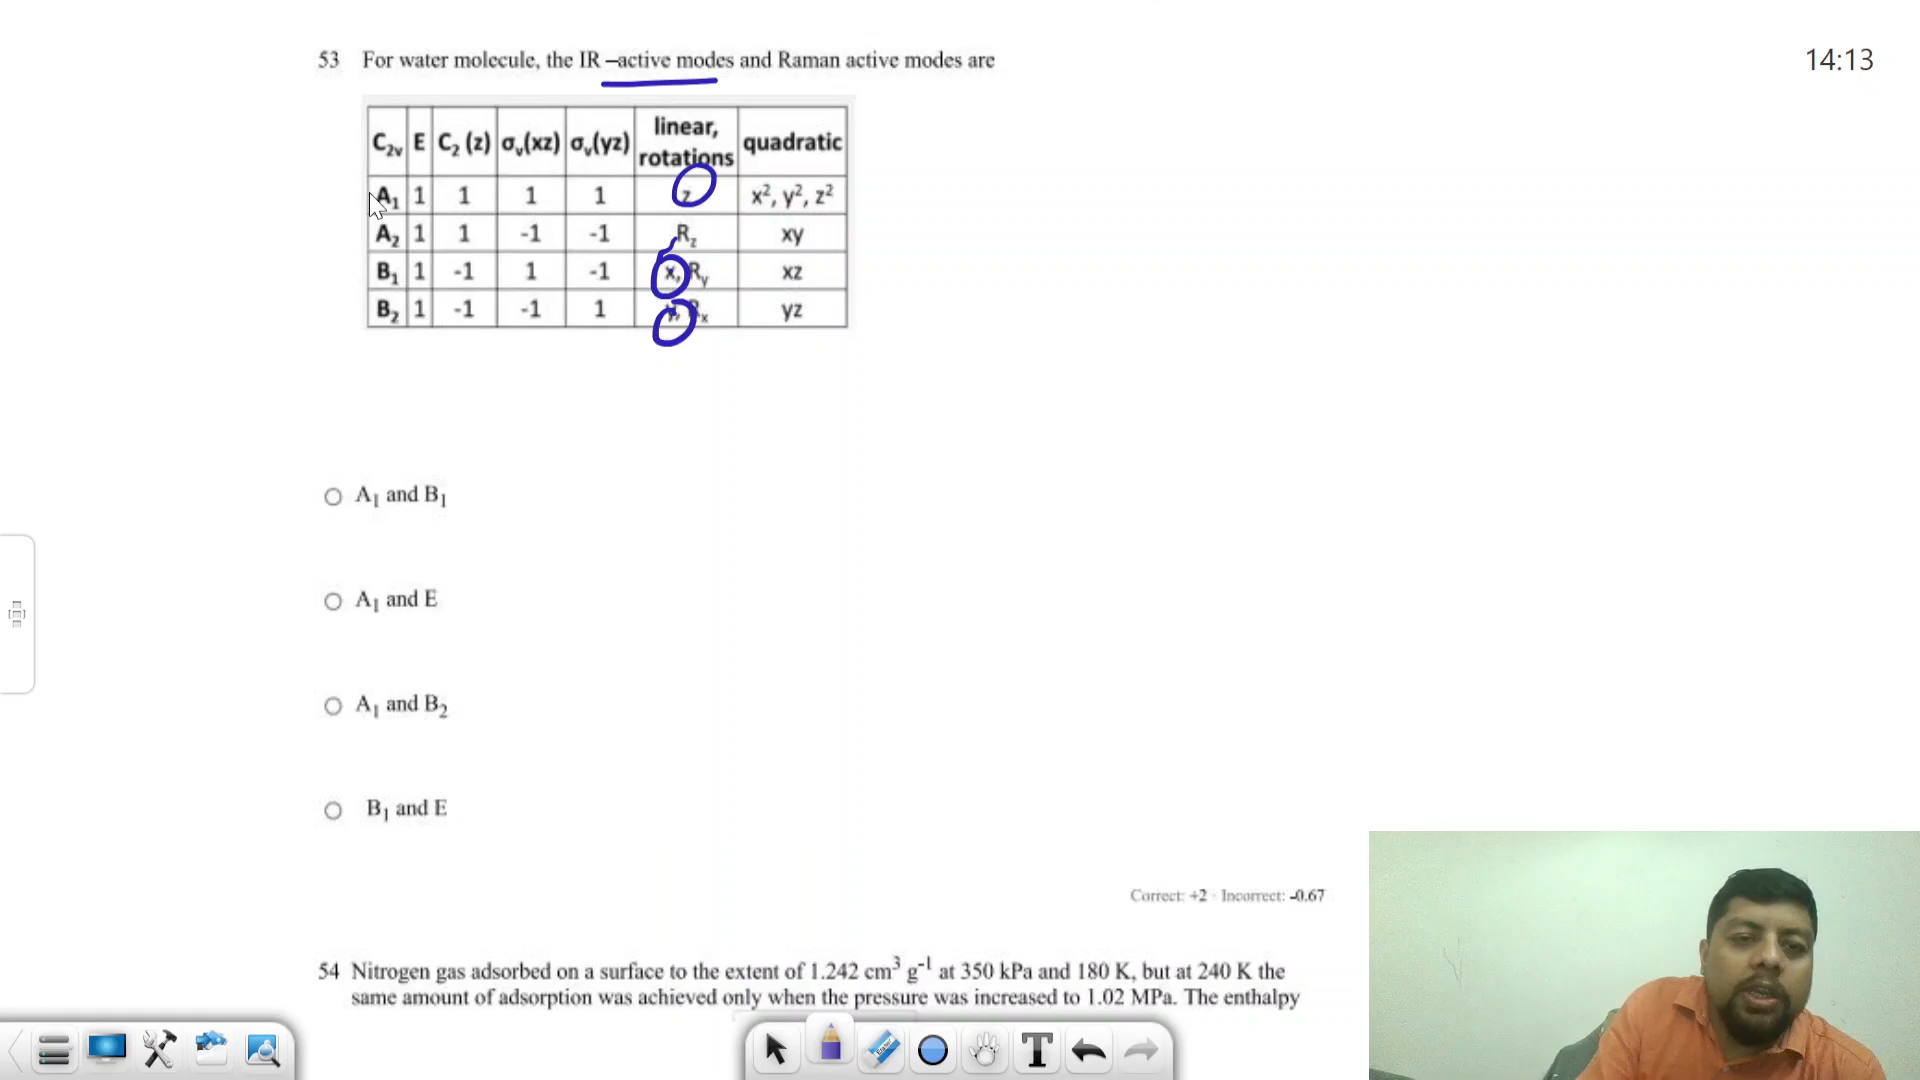 14:13
53 For water molecule, the IR –active modes and Raman active modes are
C₂ᵥ E C₂ (z) σᵥ(xz) σᵥ(yz) linear, rotations quadratic
A₁ 1 1 1 1 z x², y², z²
A₂ 1 1 -1 -1 R_z xy
B₁ 1 -1 1 -1 x, R_y xz
B₂ 1 -1 -1 1 yz
A₁ and B₁
A₁ and E
A₁ and B₂
B₁ and E
Correct: +2 · Incorrect: -0.67
54 Nitrogen gas adsorbed on a surface to the extent of 1.242 cm³ g⁻¹ at 350 kPa and 180 K, but at 240 K the
same amount of adsorption was achieved only when the pressure was increased to 1.02 MPa. The enthalpy
T